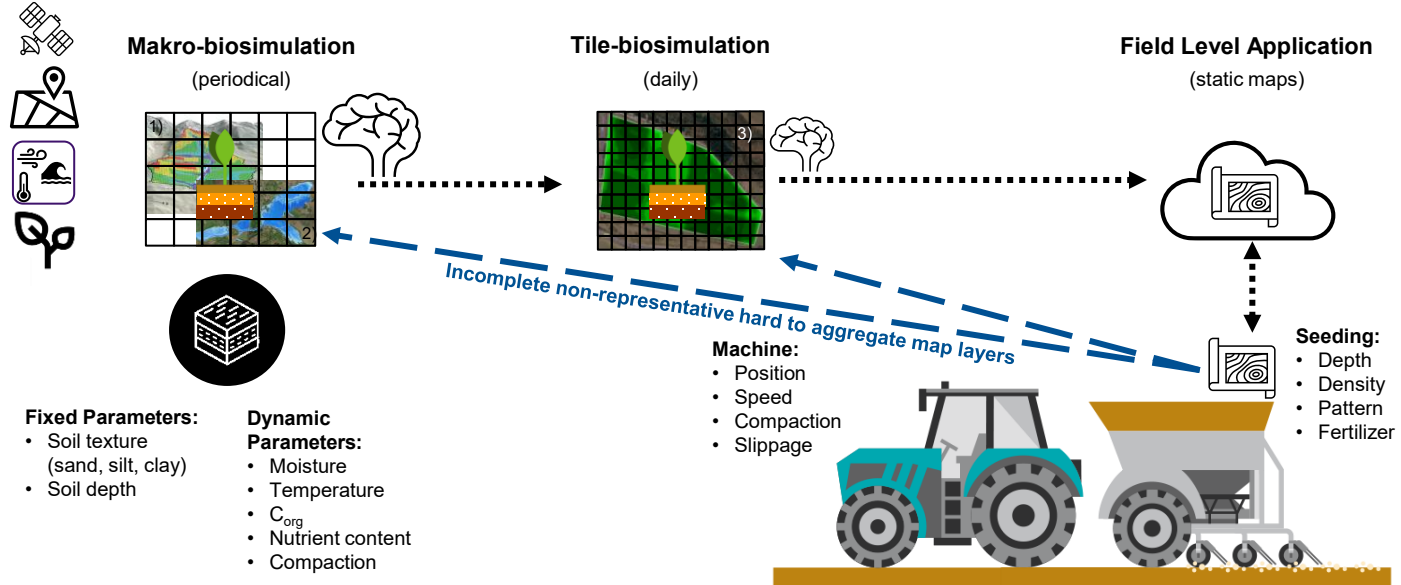 Makro-biosimulation
(periodical)
Tile-biosimulation
(daily)
Field Level Application
(static maps)
1)
2)
3)
Incomplete non-representative hard to aggregate map layers
Fixed Parameters:
• Soil texture
(sand, silt, clay)
• Soil depth
Dynamic
Parameters:
• Moisture
• Temperature
• Corg
• Nutrient content
• Compaction
Machine:
• Position
• Speed
• Compaction
• Slippage
Seeding:
• Depth
• Density
• Pattern
• Fertilizer